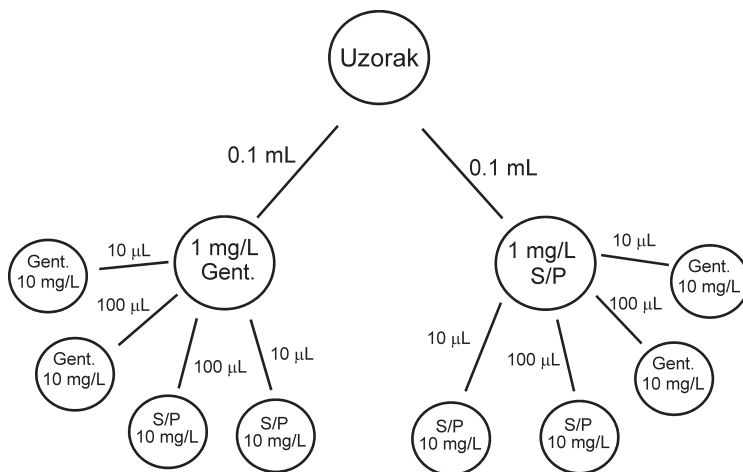 Uzorak
0.1 mL
0.1 mL
1 mg/L
Gent.
1 mg/L
S/P
10 μL
Gent.
10 mg/L
100 μL
Gent.
10 mg/L
100 μL
S/P
10 mg/L
10 μL
S/P
10 mg/L
10 μL
S/P
10 mg/L
100 μL
S/P
10 mg/L
100 μL
Gent.
10 mg/L
10 μL
Gent.
10 mg/L